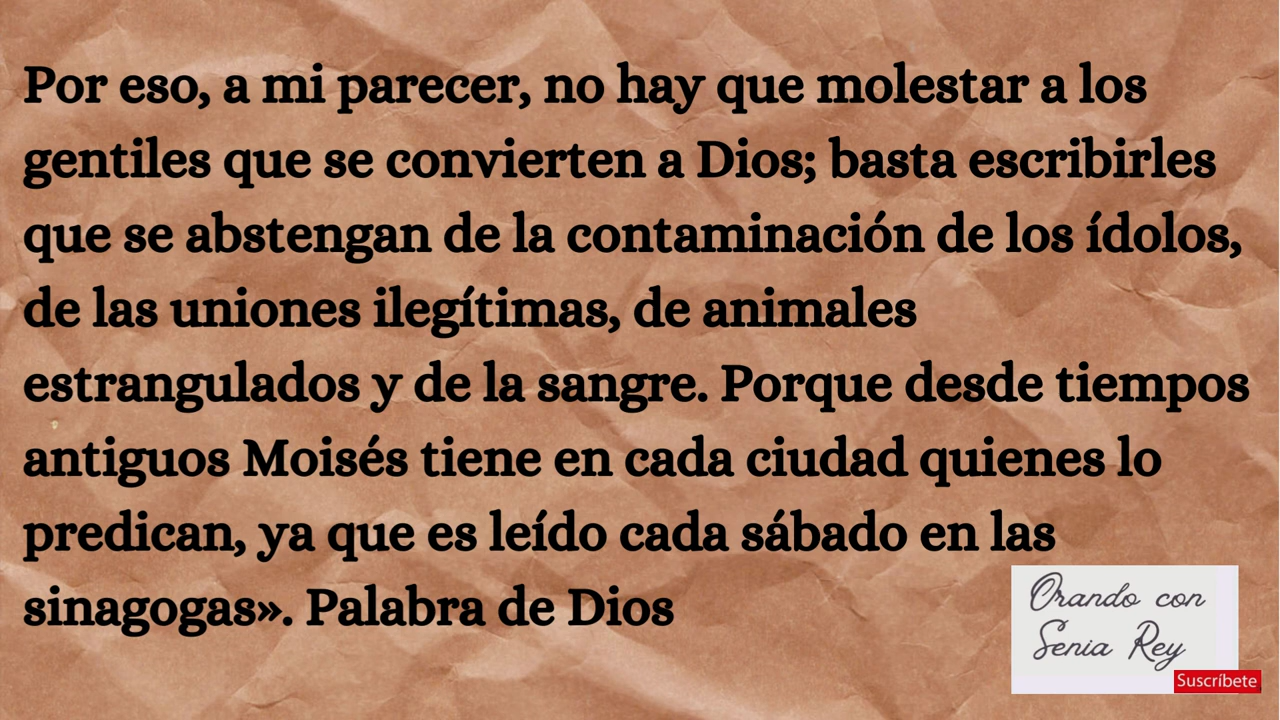 Por eso, a mi parecer, no hay que molestar a los
gentiles que se convierten a Dios; basta escribirles
que se abstengan de la contaminación de los ídolos,
de las uniones ilegítimas, de animales
estrangulados y de la sangre. Porque desde tiempos
antiguos Moisés tiene en cada ciudad quienes lo
predican, ya que es leído cada sábado en las
sinagogas». Palabra de Dios
Orando con
Senia Rey
Suscríbete